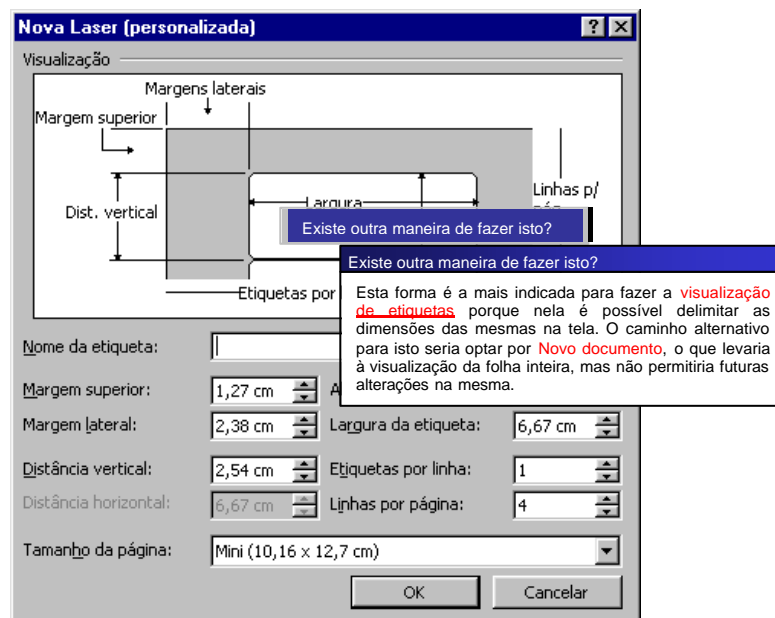 Nova Laser (personalizada)
Visualização
Margens laterais
Margem superior
Dist. vertical
Largura
Linhas p/
Existe outra maneira de fazer isto?
Existe outra maneira de fazer isto?
Esta forma é a mais indicada para fazer a visualização
de etiquetas porque nela é possível delimitar as
dimensões das mesmas na tela. O caminho alternativo
para isto seria optar por Novo documento, o que levaria
à visualização da folha inteira, mas não permitiria futuras
alterações na mesma.
Etiquetas por
Nome da etiqueta:
Margem superior: 1,27 cm A
Margem lateral: 2,38 cm Largura da etiqueta: 6,67 cm
Distância vertical: 2,54 cm Etiquetas por linha: 1
Distância horizontal: 6,67 cm Linhas por página: 4
Tamanho da página: Mini (10,16 x 12,7 cm)
OK Cancelar